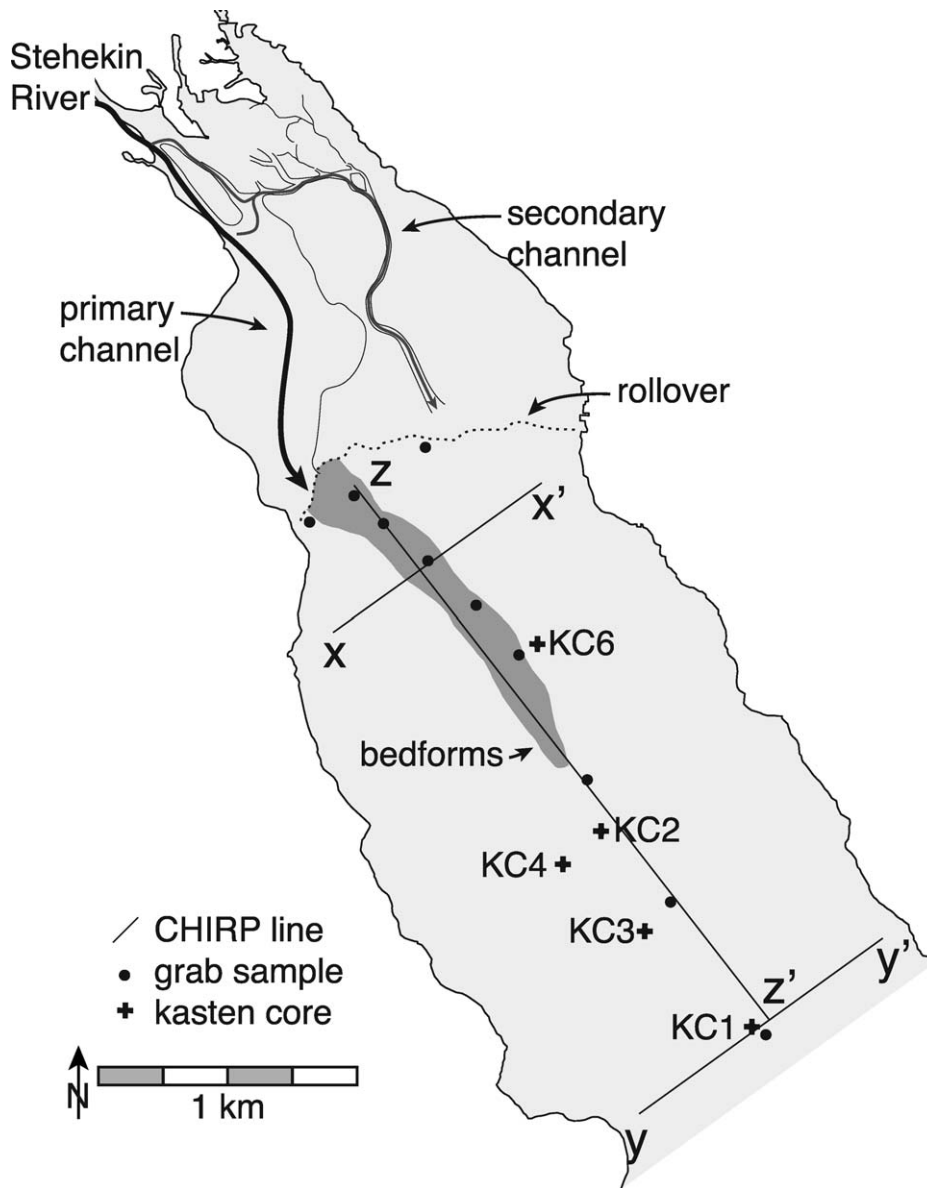 Stehekin
River
secondary
channel
primary
channel
rollover
z
x'
x
KC6
bedforms
KC2
KC4
KC3
CHIRP line
grab sample
kasten core
y'
z'
KC1
N
1 km
y